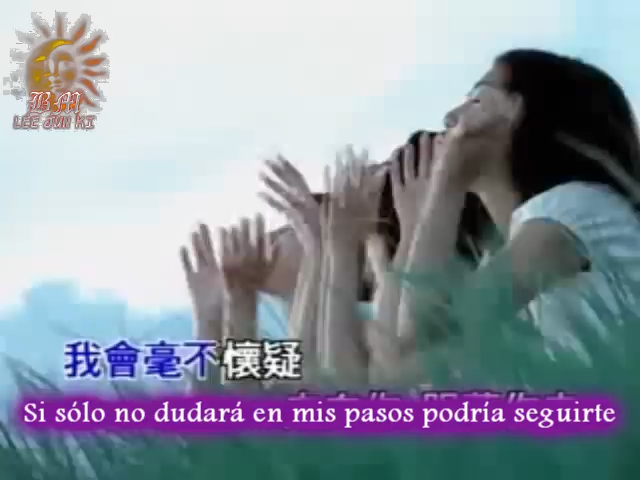 BM
LEE JUN KI
我會毫不懷疑
Si sólo no dudará en mis pasos podría seguirte